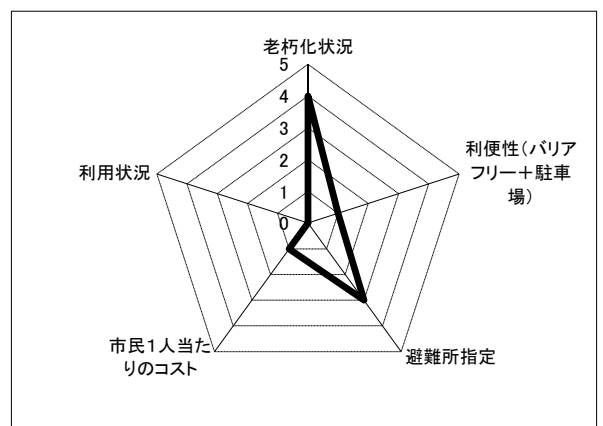 老朽化状況
5
4
3
2
1
0
利便性(バリア
フリー+駐車
場)
利用状況
市民1人当た
りのコスト
避難所指定